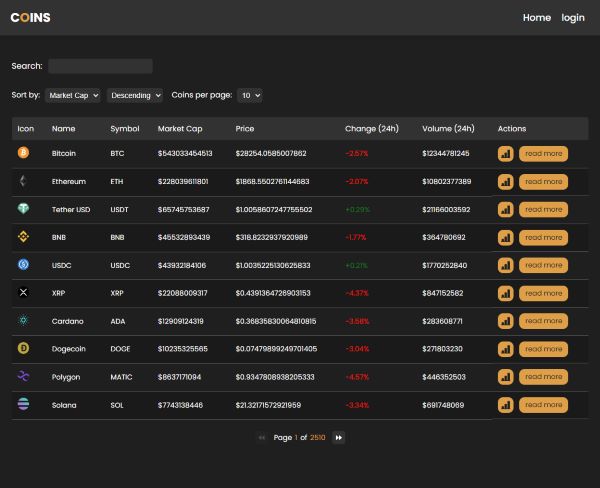 COINS Home login
Search:
Sort by: Market Cap Descending Coins per page: 10
Icon Name Symbol Market Cap Price Change (24h) Volume (24h) Actions
Bitcoin BTC $543033454513 $28254.0585007862 -2.57% $12344781245 read more
Ethereum ETH $228039611801 $1868.5502761144683 -2.07% $10802377389 read more
Tether USD USDT $65745753687 $1.0058607247755502 +0.29% $21166003592 read more
BNB BNB $45532893439 $318.8232937920989 -1.77% $364780692 read more
USDC USDC $43932184106 $1.0035225130625833 +0.21% $1770252840 read more
XRP XRP $22088009317 $0.4391364726903153 -4.37% $847152582 read more
Cardano ADA $12909124319 $0.36835830064810815 -3.58% $283608771 read more
Dogecoin DOGE $10235325565 $0.07479899249701405 -3.04% $271803230 read more
Polygon MATIC $8637171094 $0.9347808938205333 -4.57% $446352503 read more
Solana SOL $7743138446 $21.32171572921959 -3.34% $691748069 read more
Page 1 of 2510